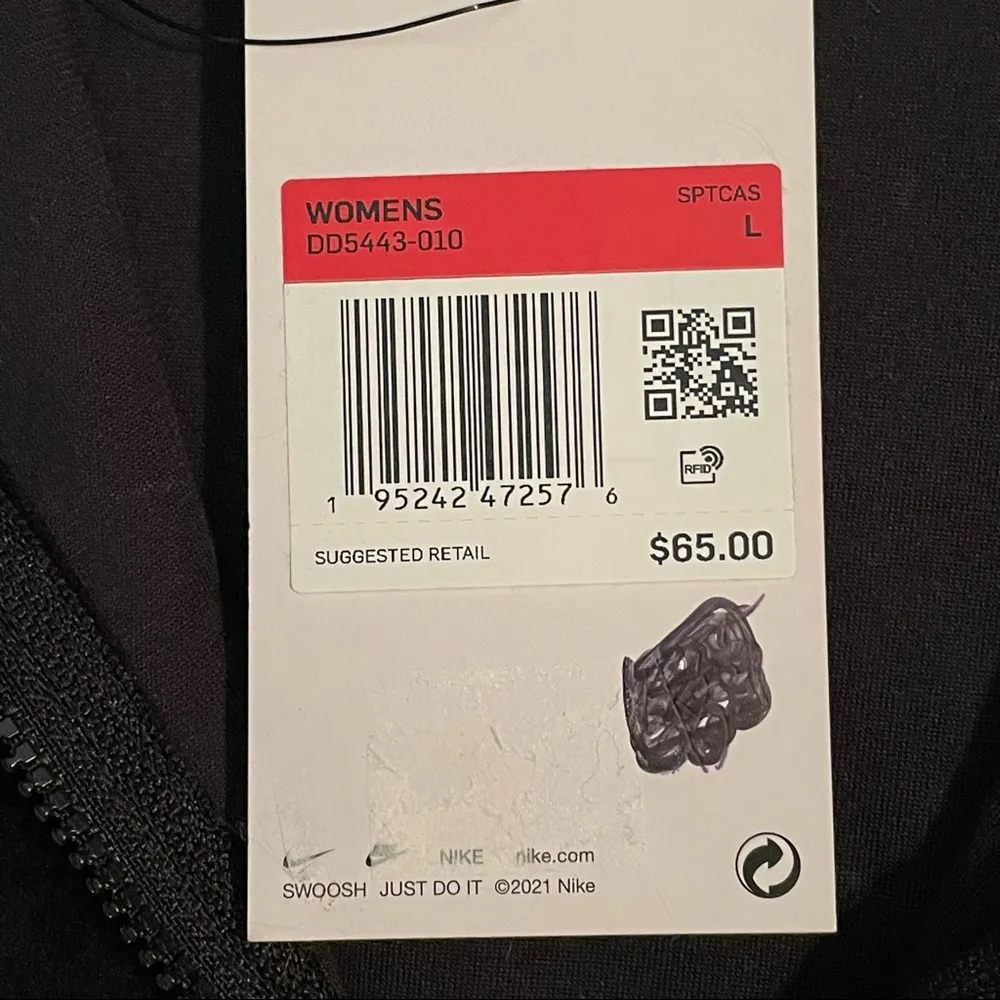 WOMENS SPTCAS
DD5443-010 L
RFID
1 95242 47257 6
SUGGESTED RETAIL $65.00
NIKE nike.com
SWOOSH JUST DO IT ©2021 Nike